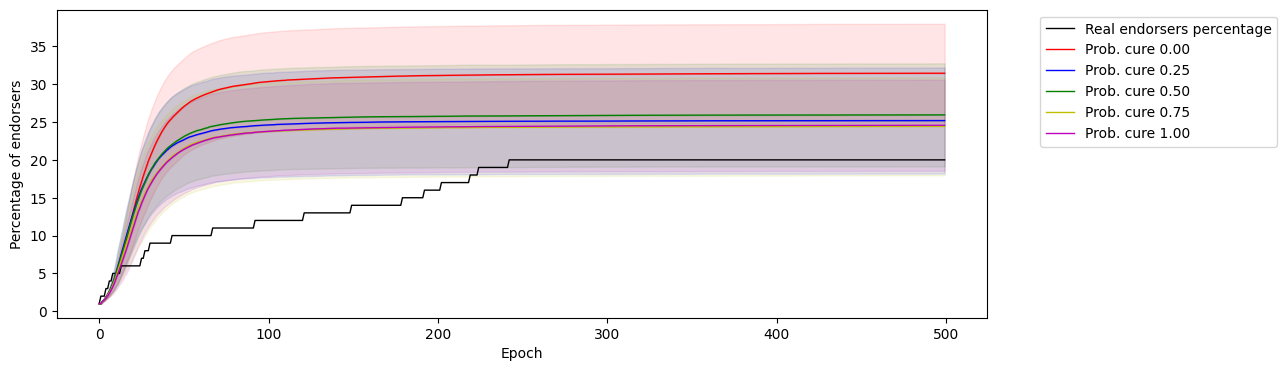 Percentage of endorsers
35
30
25
20
15
10
5
0
0 100 200 300 400 500
Epoch
Real endorsers percentage
Prob. cure 0.00
Prob. cure 0.25
Prob. cure 0.50
Prob. cure 0.75
Prob. cure 1.00